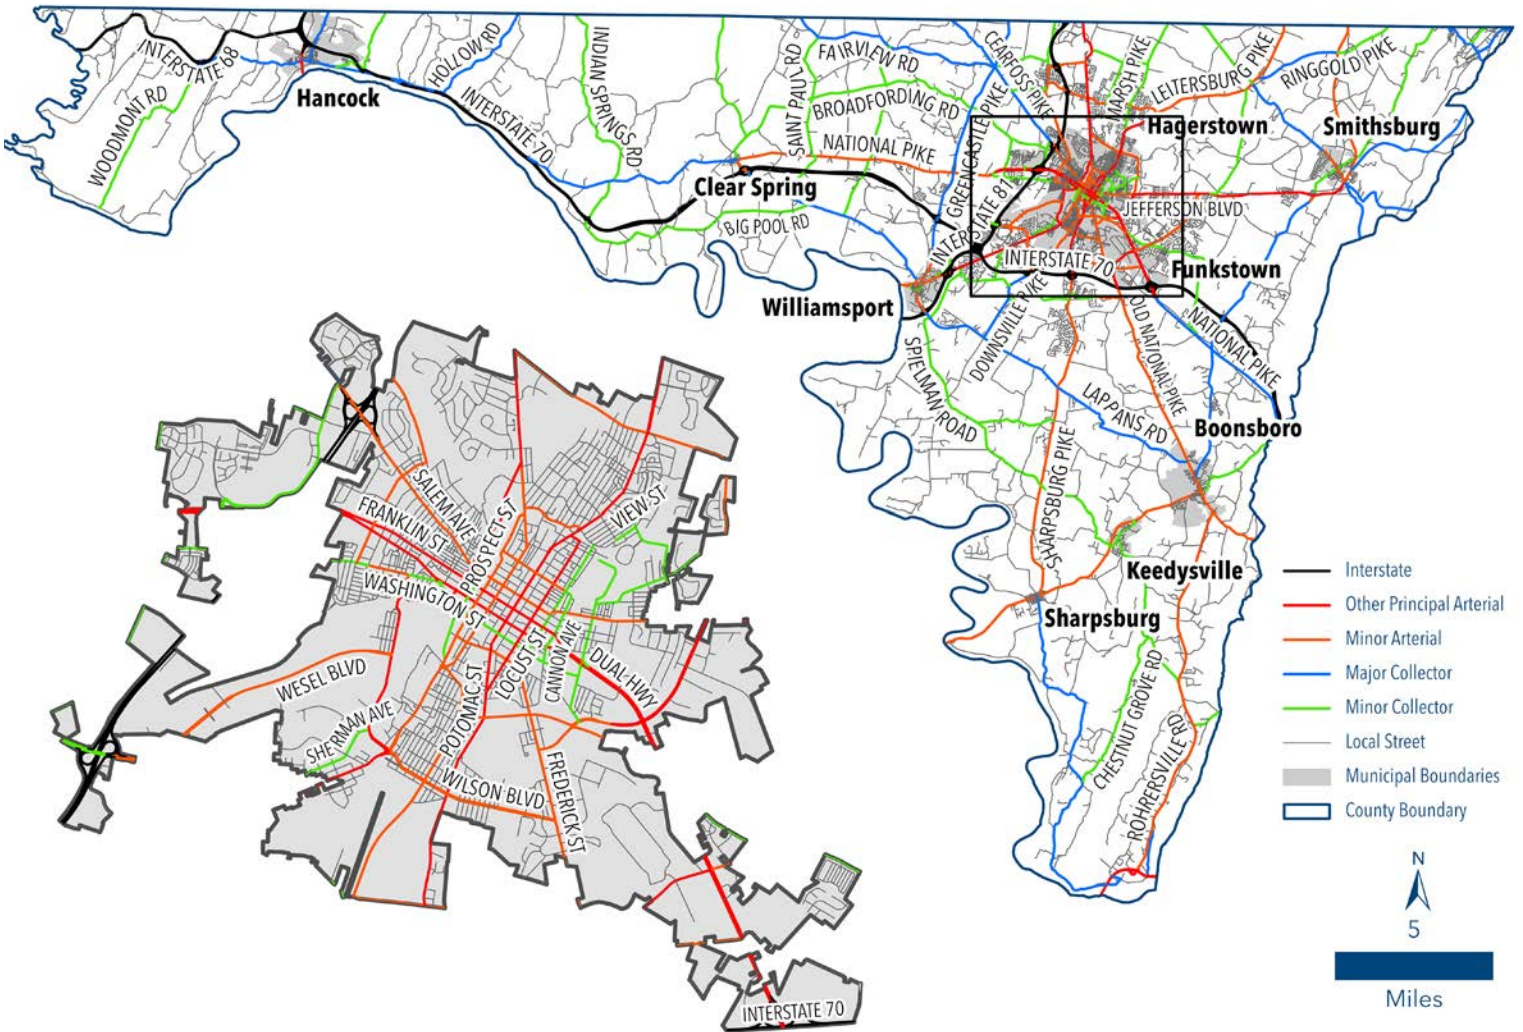 INTERSTATE 68
WOODMONT RD
Hancock
HOLLOW RD
INTERSTATE 70
INDIAN SPRINGS RD
SAINT PAUL RD
FAIRVIEW RD
BROADFORDING RD
NATIONAL PIKE
Clear Spring
BIG POOL RD
GREENCASTLE PIKE
CEARFOSS PIKE
MARSH PIKE
LEITERSBURG PIKE
RINGGOLD PIKE
Hagerstown
Smithsburg
INTERSTATE 81
JEFFERSON BLVD
INTERSTATE 70
Funkstown
Williamsport
DOWNSVILLE PIKE
OLD NATIONAL PIKE
NATIONAL PIKE
SPIELMAN ROAD
LAPPANS RD
Boonsboro
SHARPSBURG PIKE
Keedysville
Sharpsburg
CHESTNUT GROVE RD
ROHRERSVILLE RD
SALEM AVE
FRANKLIN ST
PROSPECT ST
VIEW ST
WASHINGTON ST
LOCUST ST
CANNON AVE
DUAL HWY
WESEL BLVD
POTOMAC ST
SHERMAN AVE
WILSON BLVD
FREDERICK ST
INTERSTATE 70
Interstate
Other Principal Arterial
Minor Arterial
Major Collector
Minor Collector
Local Street
Municipal Boundaries
County Boundary
N
5
Miles